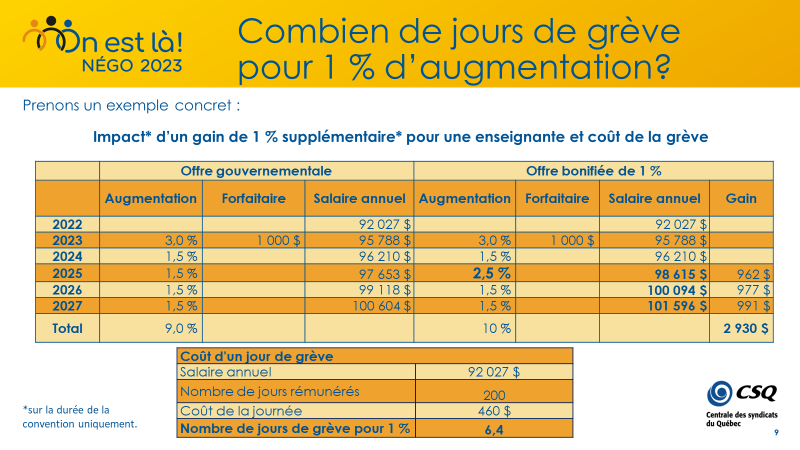 On est là!
NÉGO 2023
Combien de jours de grève
pour 1 % d’augmentation?
Prenons un exemple concret :
Impact* d’un gain de 1 % supplémentaire* pour une enseignante et coût de la grève
Offre gouvernementale Offre bonifiée de 1 %
Augmentation Forfaitaire Salaire annuel Augmentation Forfaitaire Salaire annuel Gain
2022 92 027 $ 92 027 $
2023 3,0 % 1 000 $ 95 788 $ 3,0 % 1 000 $ 95 788 $
2024 1,5 % 96 210 $ 1,5 % 96 210 $
2025 1,5 % 97 653 $ 2,5 % 98 615 $ 962 $
2026 1,5 % 99 118 $ 1,5 % 100 094 $ 977 $
2027 1,5 % 100 604 $ 1,5 % 101 596 $ 991 $
Total 9,0 % 10 % 2 930 $
Coût d'un jour de grève
Salaire annuel 92 027 $
Nombre de jours rémunérés 200
Coût de la journée 460 $
Nombre de jours de grève pour 1 % 6,4
*sur la durée de la
convention uniquement.
CSQ
Centrale des syndicats
du Québec
9